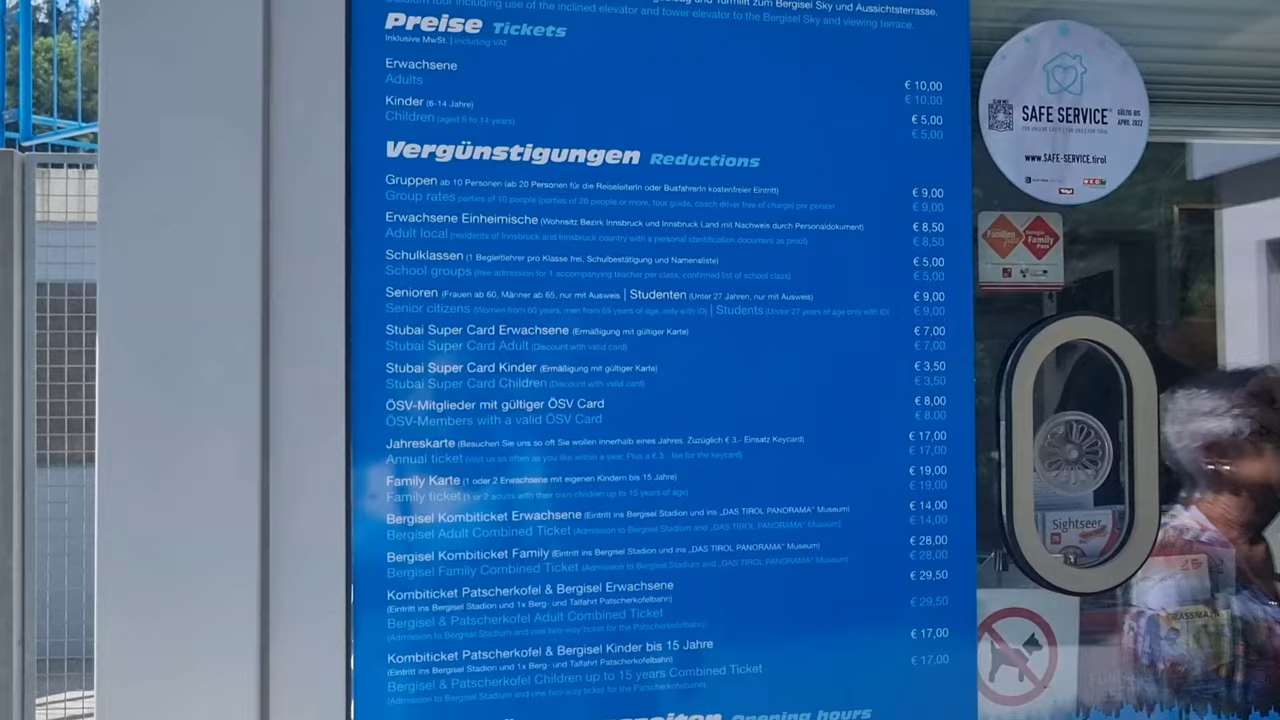 Turmlift zum Bergisel Sky und Aussichtsterrasse.
Stadium tour including use of the inclined elevator and tower elevator to the Bergisel Sky and viewing terrace.
Preise Tickets
Inklusive MwSt. | Including VAT
Erwachsene
Adults
€ 10,00
€ 10,00
Kinder (6-14 Jahre)
Children (aged 6 to 14 years)
€ 5,00
€ 5,00
Vergünstigungen Reductions
Gruppen ab 10 Personen (ab 20 Personen für die ReiseleiterIn oder BusfahrerIn kostenfreier Eintritt) € 9,00
Group rates parties of 10 people (parties of 20 people or more, tour guide, coach driver free of charge) per person € 9,00
Erwachsene Einheimische (Wohnsitz Bezirk Innsbruck und Innsbruck Land mit Nachweis durch Personaldokument) € 8,50
Adult local (residents of Innsbruck and Innsbruck country with a personal identification document as proof) € 8,50
Schulklassen (1 Begleitlehrer pro Klasse frei, Schulbestätigung und Namensliste) € 5,00
School groups (free admission for 1 accompanying teacher per class, confirmed list of school class) € 5,00
Senioren (Frauen ab 60, Männer ab 65, nur mit Ausweis) | Studenten (Unter 27 Jahren, nur mit Ausweis) € 9,00
Senior citizens (Women from 60 years, men from 65 years of age, only with ID) | Students (Under 27 years of age only with ID) € 9,00
Stubai Super Card Erwachsene (Ermäßigung mit gültiger Karte) € 7,00
Stubai Super Card Adult (Discount with valid card) € 7,00
Stubai Super Card Kinder (Ermäßigung mit gültiger Karte) € 3,50
Stubai Super Card Children (Discount with valid card) € 3,50
ÖSV-Mitglieder mit gültiger ÖSV Card € 8,00
ÖSV-Members with a valid ÖSV Card € 8,00
Jahreskarte (Besuchen Sie uns so oft Sie wollen innerhalb eines Jahres. Zuzüglich € 3,- Einsatz Keycard) € 17,00
Annual ticket (visit us as often as you like within a year. Plus a € 3.- fee for the keycard) € 17,00
Family Karte (1 oder 2 Erwachsene mit eigenen Kindern bis 15 Jahre) € 19,00
Family ticket (1 or 2 adults with their own children up to 15 years of age) € 19,00
Bergisel Kombiticket Erwachsene (Eintritt ins Bergisel Stadion und ins „DAS TIROL PANORAMA“ Museum) € 14,00
Bergisel Adult Combined Ticket (Admission to Bergisel Stadium and „DAS TIROL PANORAMA“ Museum) € 14,00
Bergisel Kombiticket Family (Eintritt ins Bergisel Stadion und ins „DAS TIROL PANORAMA“ Museum) € 28,00
Bergisel Family Combined Ticket (Admission to Bergisel Stadium and „DAS TIROL PANORAMA“ Museum) € 28,00
Kombiticket Patscherkofel & Bergisel Erwachsene € 29,50
(Eintritt ins Bergisel Stadion und 1x Berg- und Talfahrt Patscherkofelbahn)
Bergisel & Patscherkofel Adult Combined Ticket € 29,50
(Admission to Bergisel Stadium and one two-way ticket for the Patscherkofelbahn)
Kombiticket Patscherkofel & Bergisel Kinder bis 15 Jahre € 17,00
(Eintritt ins Bergisel Stadion und 1x Berg- und Talfahrt Patscherkofelbahn)
Bergisel & Patscherkofel Children up to 15 years Combined Ticket € 17,00
(Admission to Bergisel Stadium and one two-way ticket for the Patscherkofelbahn)
Opening hours
SAFE SERVICE
GÜLTIG BIS
APRIL 2022
www.SAFE-SERVICE.tirol
Familien
pass
Family
Pass
Sightseer